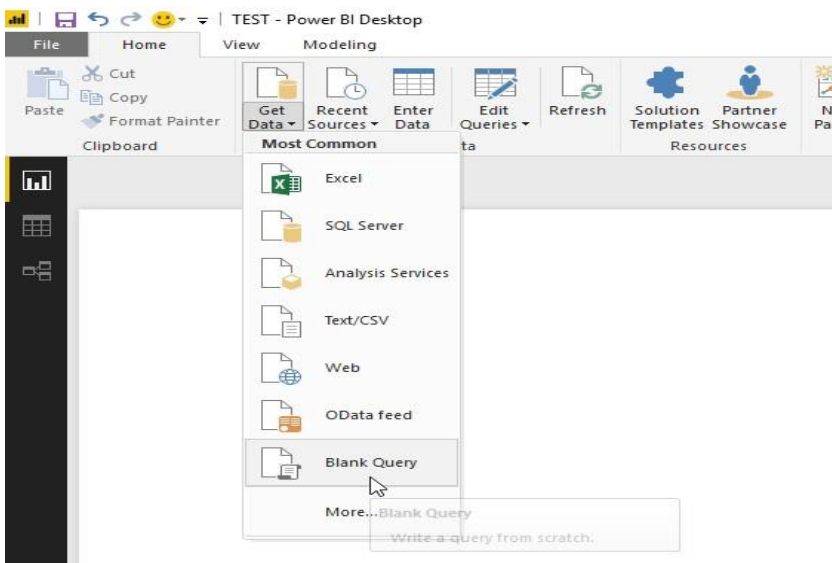 TEST - Power BI Desktop
File Home View Modeling
Paste
Cut
Copy
Format Painter
Clipboard
Get Data
Recent Sources
Enter Data
Edit Queries
Refresh
Solution Templates
Partner Showcase
Resources
Most Common
Excel
SQL Server
Analysis Services
Text/CSV
Web
OData feed
Blank Query
More...
Blank Query
Write a query from scratch.